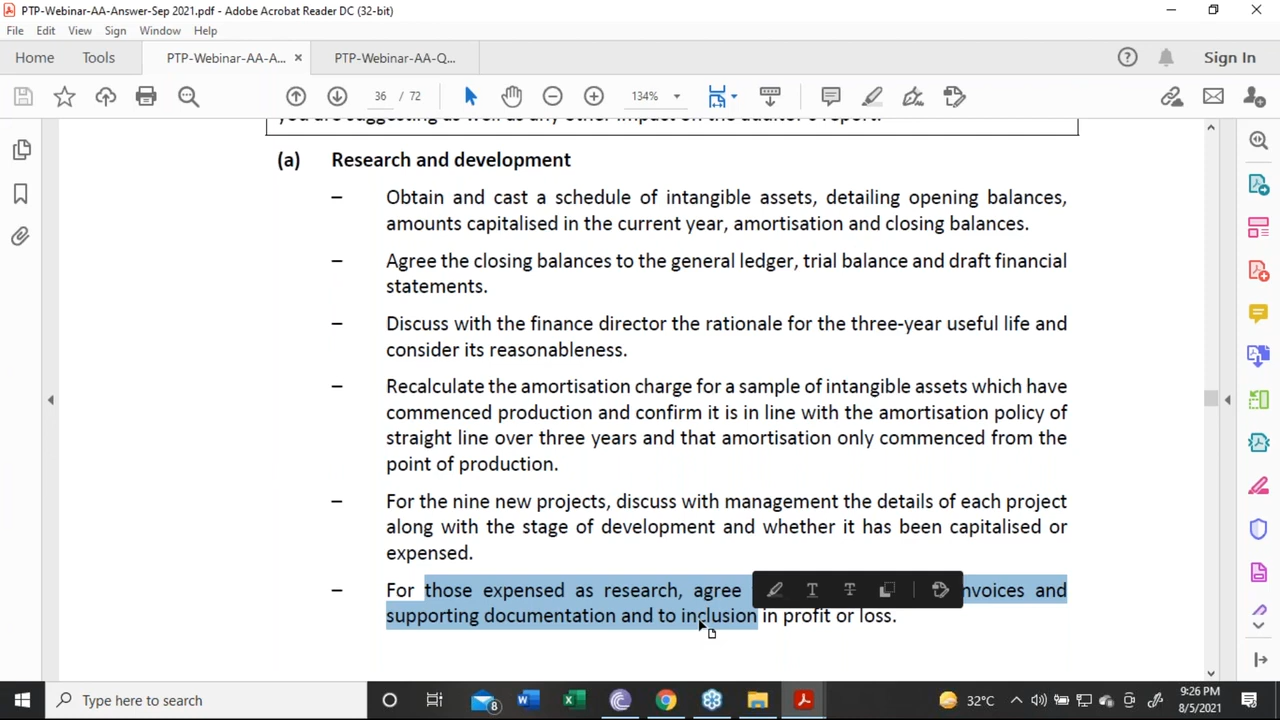 PTP-Webinar-AA-Answer-Sep 2021.pdf - Adobe Acrobat Reader DC (32-bit)
File Edit View Sign Window Help
Home Tools PTP-Webinar-AA-A... × PTP-Webinar-AA-Q... Sign In
36 / 72 134%
(a) Research and development
– Obtain and cast a schedule of intangible assets, detailing opening balances,
amounts capitalised in the current year, amortisation and closing balances.
– Agree the closing balances to the general ledger, trial balance and draft financial
statements.
– Discuss with the finance director the rationale for the three-year useful life and
consider its reasonableness.
– Recalculate the amortisation charge for a sample of intangible assets which have
commenced production and confirm it is in line with the amortisation policy of
straight line over three years and that amortisation only commenced from the
point of production.
– For the nine new projects, discuss with management the details of each project
along with the stage of development and whether it has been capitalised or
expensed.
– For those expensed as research, agree nvoices and
supporting documentation and to inclusion in profit or loss.
Type here to search
8
32°C
9:26 PM
8/5/2021